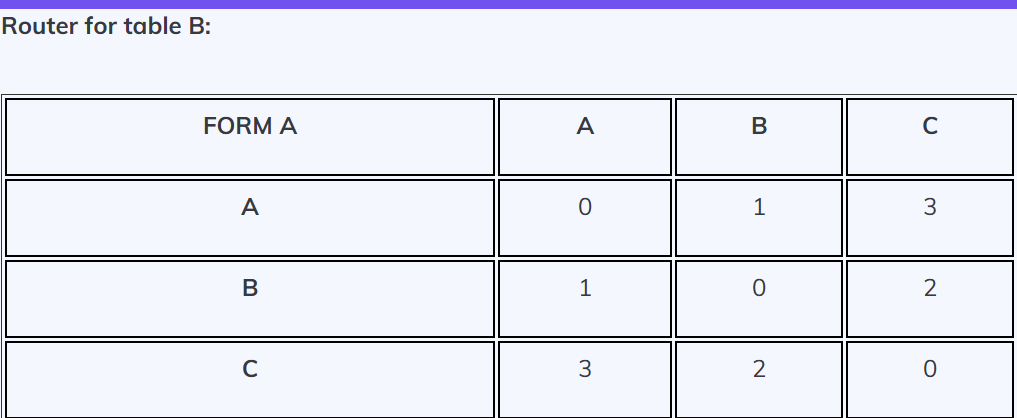 Router for table B:
FORM A A B C
A 0 1 3
B 1 0 2
C 3 2 0